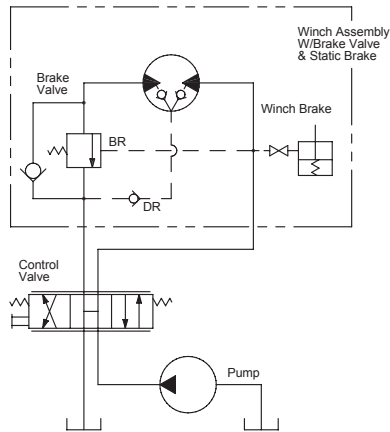 Winch Assembly
W/Brake Valve
& Static Brake
Brake
Valve
Winch Brake
BR
DR
Control
Valve
Pump